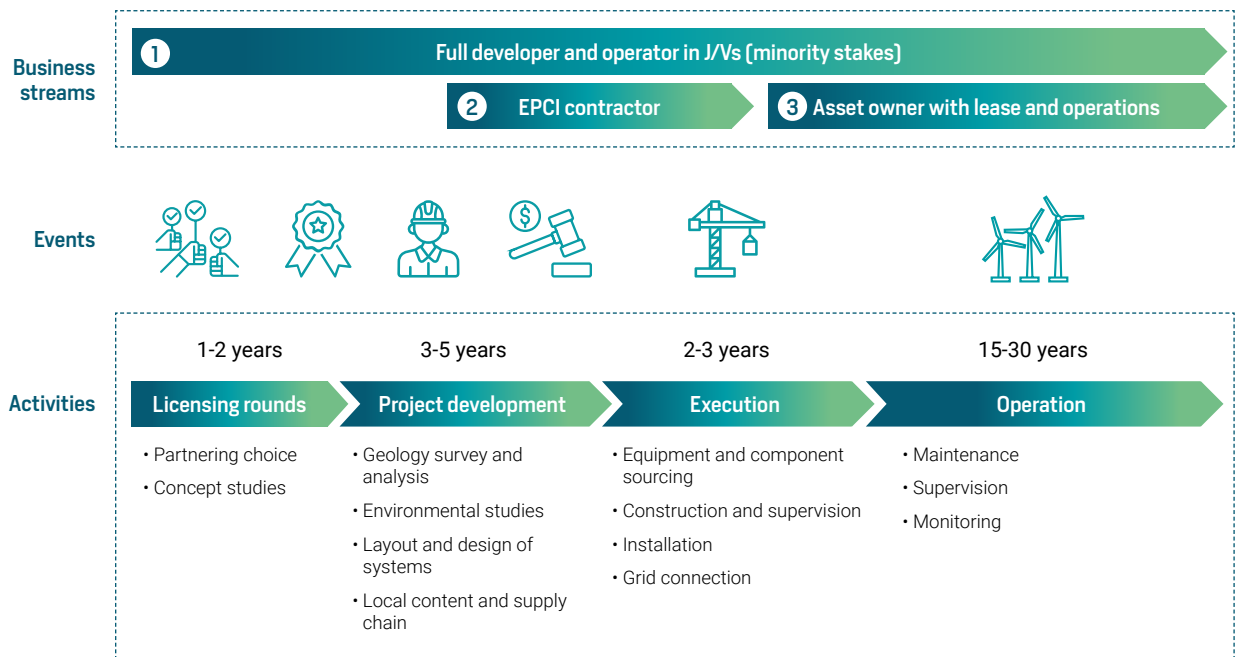 Business
streams
1 Full developer and operator in J/Vs (minority stakes)
2 EPCI contractor
3 Asset owner with lease and operations
Events
$
Activities
1-2 years
3-5 years
2-3 years
15-30 years
Licensing rounds
Project development
Execution
Operation
• Partnering choice
• Concept studies
• Geology survey and
analysis
• Environmental studies
• Layout and design of
systems
• Local content and supply
chain
• Equipment and component
sourcing
• Construction and supervision
• Installation
• Grid connection
• Maintenance
• Supervision
• Monitoring